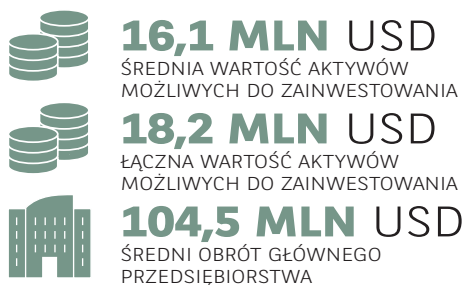 16,1 MLN USD
ŚREDNIA WARTOŚĆ AKTYWÓW
MOŻLIWYCH DO ZAINWESTOWANIA
18,2 MLN USD
ŁĄCZNA WARTOŚĆ AKTYWÓW
MOŻLIWYCH DO ZAINWESTOWANIA
104,5 MLN USD
ŚREDNI OBRÓT GŁÓWNEGO
PRZEDSIĘBIORSTWA